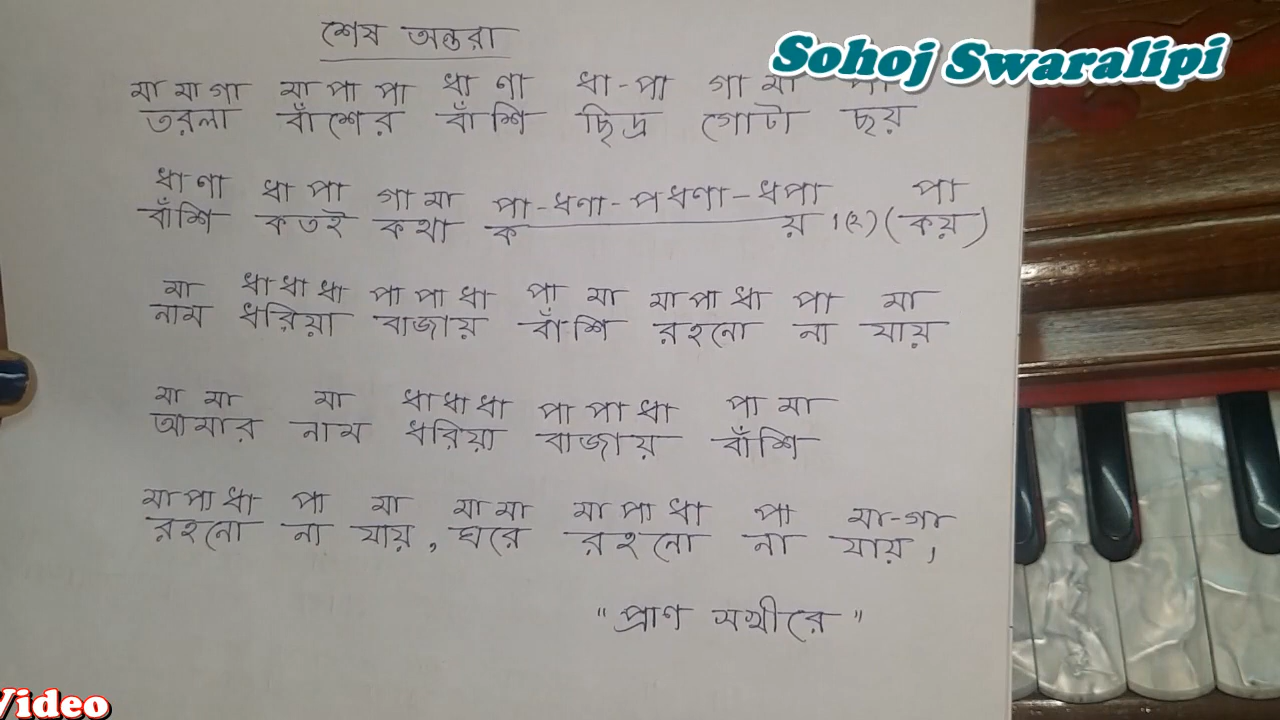 শেষ অন্তরা
Sohoj Swaralipi
মা মা গা মা পা পা ধা ণা ধা-পা গা মা পা
তরলা বাঁশের বাঁশি ছিদ্র গোটা ছয়
ধা ণা ধা পা গা মা পা-ধণা-পধণা-ধপা পা
বাঁশি কতই কথা ক য় ।(২) (কয়)
মা ধা ধা ধা পা পা ধা পা মা মা পা ধা পা মা
নাম ধরিয়া বাজায় বাঁশি রহনো না যায়
মা মা মা ধা ধা ধা পা পা ধা পা মা
আমার নাম ধরিয়া বাজায় বাঁশি
মা পা ধা পা মা মা মা মা পা ধা পা মা-গা
রহনো না যায়, ঘরে রহনো না যায়,
"প্রাণ সখীরে"
Video